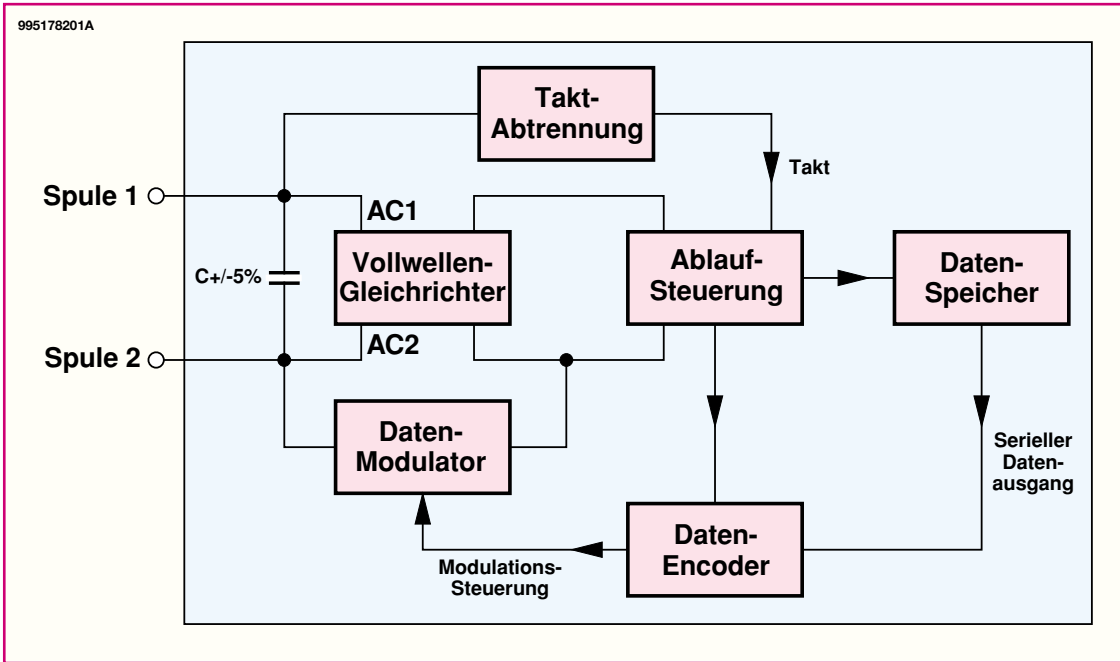 995178201A
Takt-
Abtrennung
Takt
Spule 1
AC1
C+/-5%
Vollwellen-
Gleichrichter
Ablauf-
Steuerung
Daten-
Speicher
Spule 2
AC2
Daten-
Modulator
Serieller
Daten-
ausgang
Daten-
Encoder
Modulations-
Steuerung